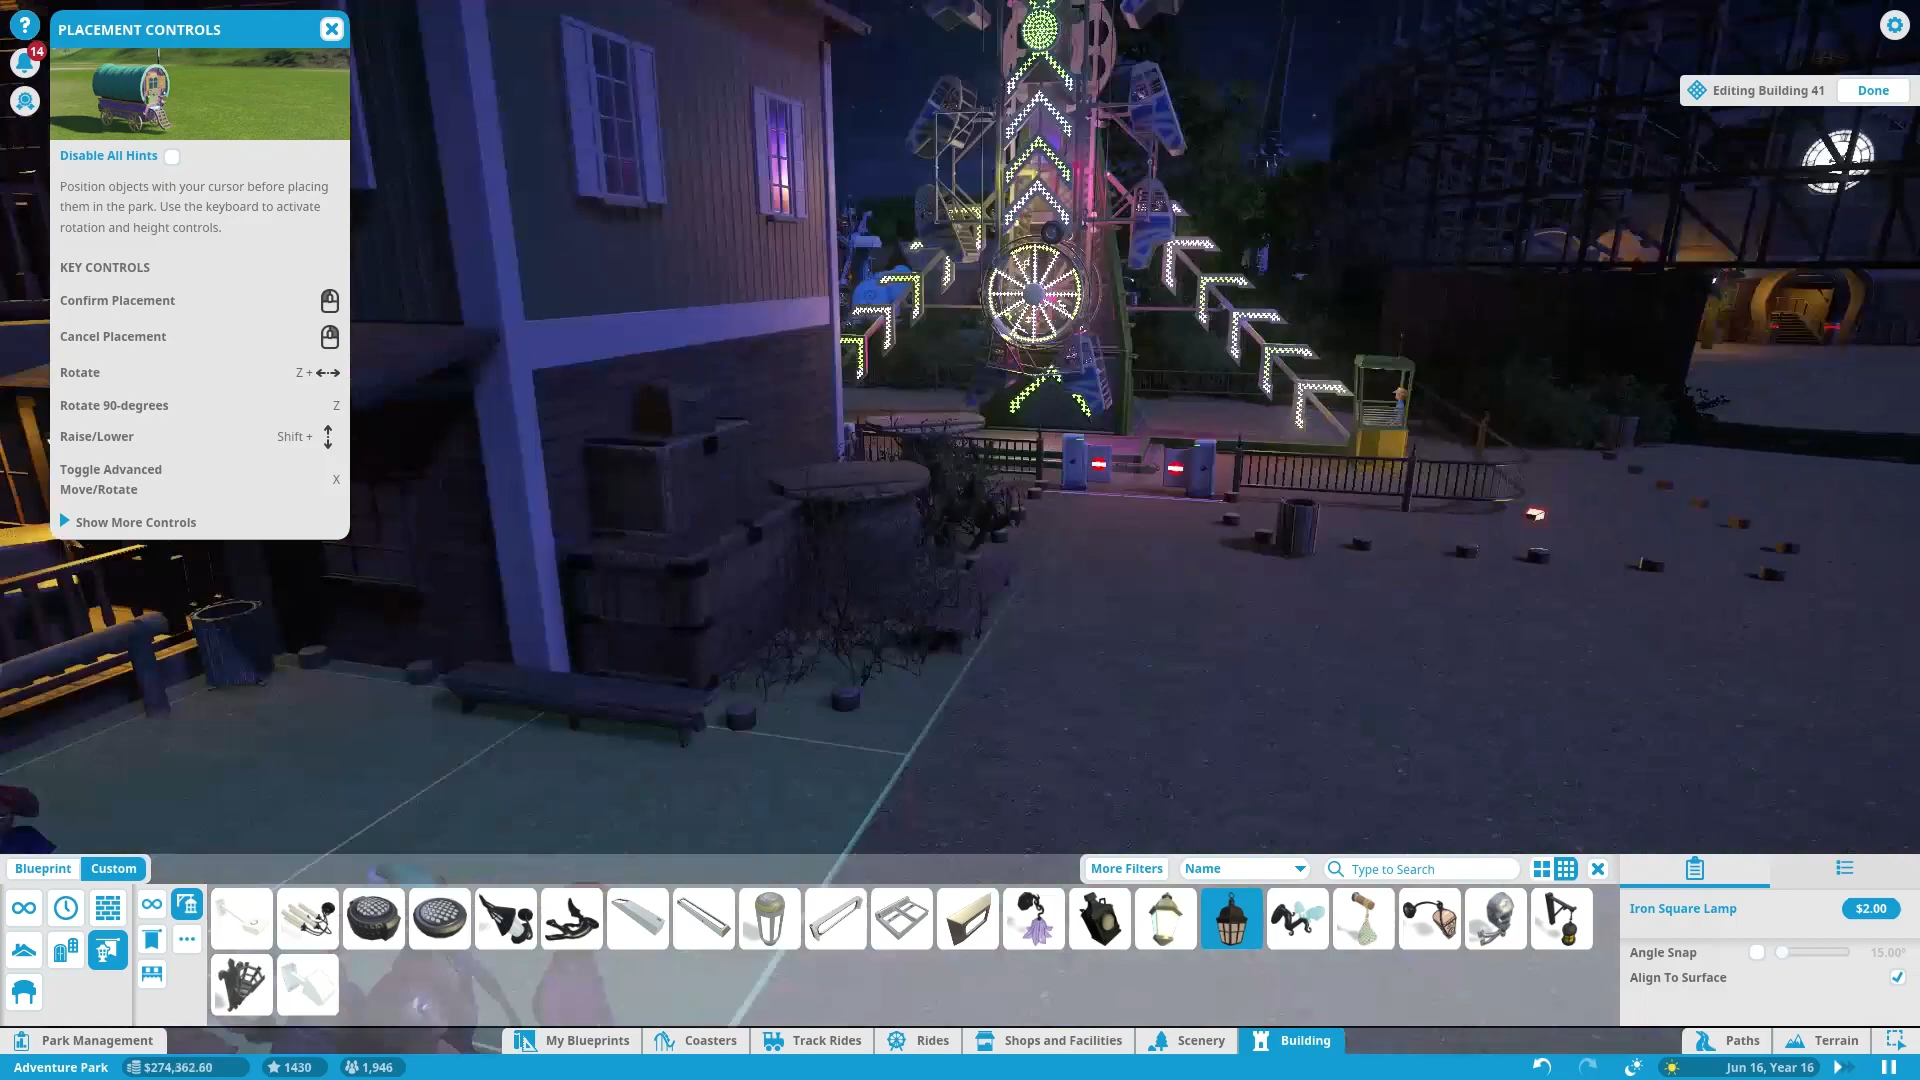 ?
PLACEMENT CONTROLS
14
Disable All Hints
Position objects with your cursor before placing
them in the park. Use the keyboard to activate
rotation and height controls.
KEY CONTROLS
Confirm Placement
Cancel Placement
Rotate Z +
Rotate 90-degrees Z
Raise/Lower Shift +
Toggle Advanced
Move/Rotate X
Show More Controls
Editing Building 41 Done
Blueprint Custom
More Filters Name Type to Search
Iron Square Lamp $2.00
Angle Snap 15.00°
Align To Surface
Park Management My Blueprints Coasters Track Rides Rides Shops and Facilities Scenery Building Paths Terrain
Adventure Park $274,362.60 1430 1,946 Jun 16, Year 16